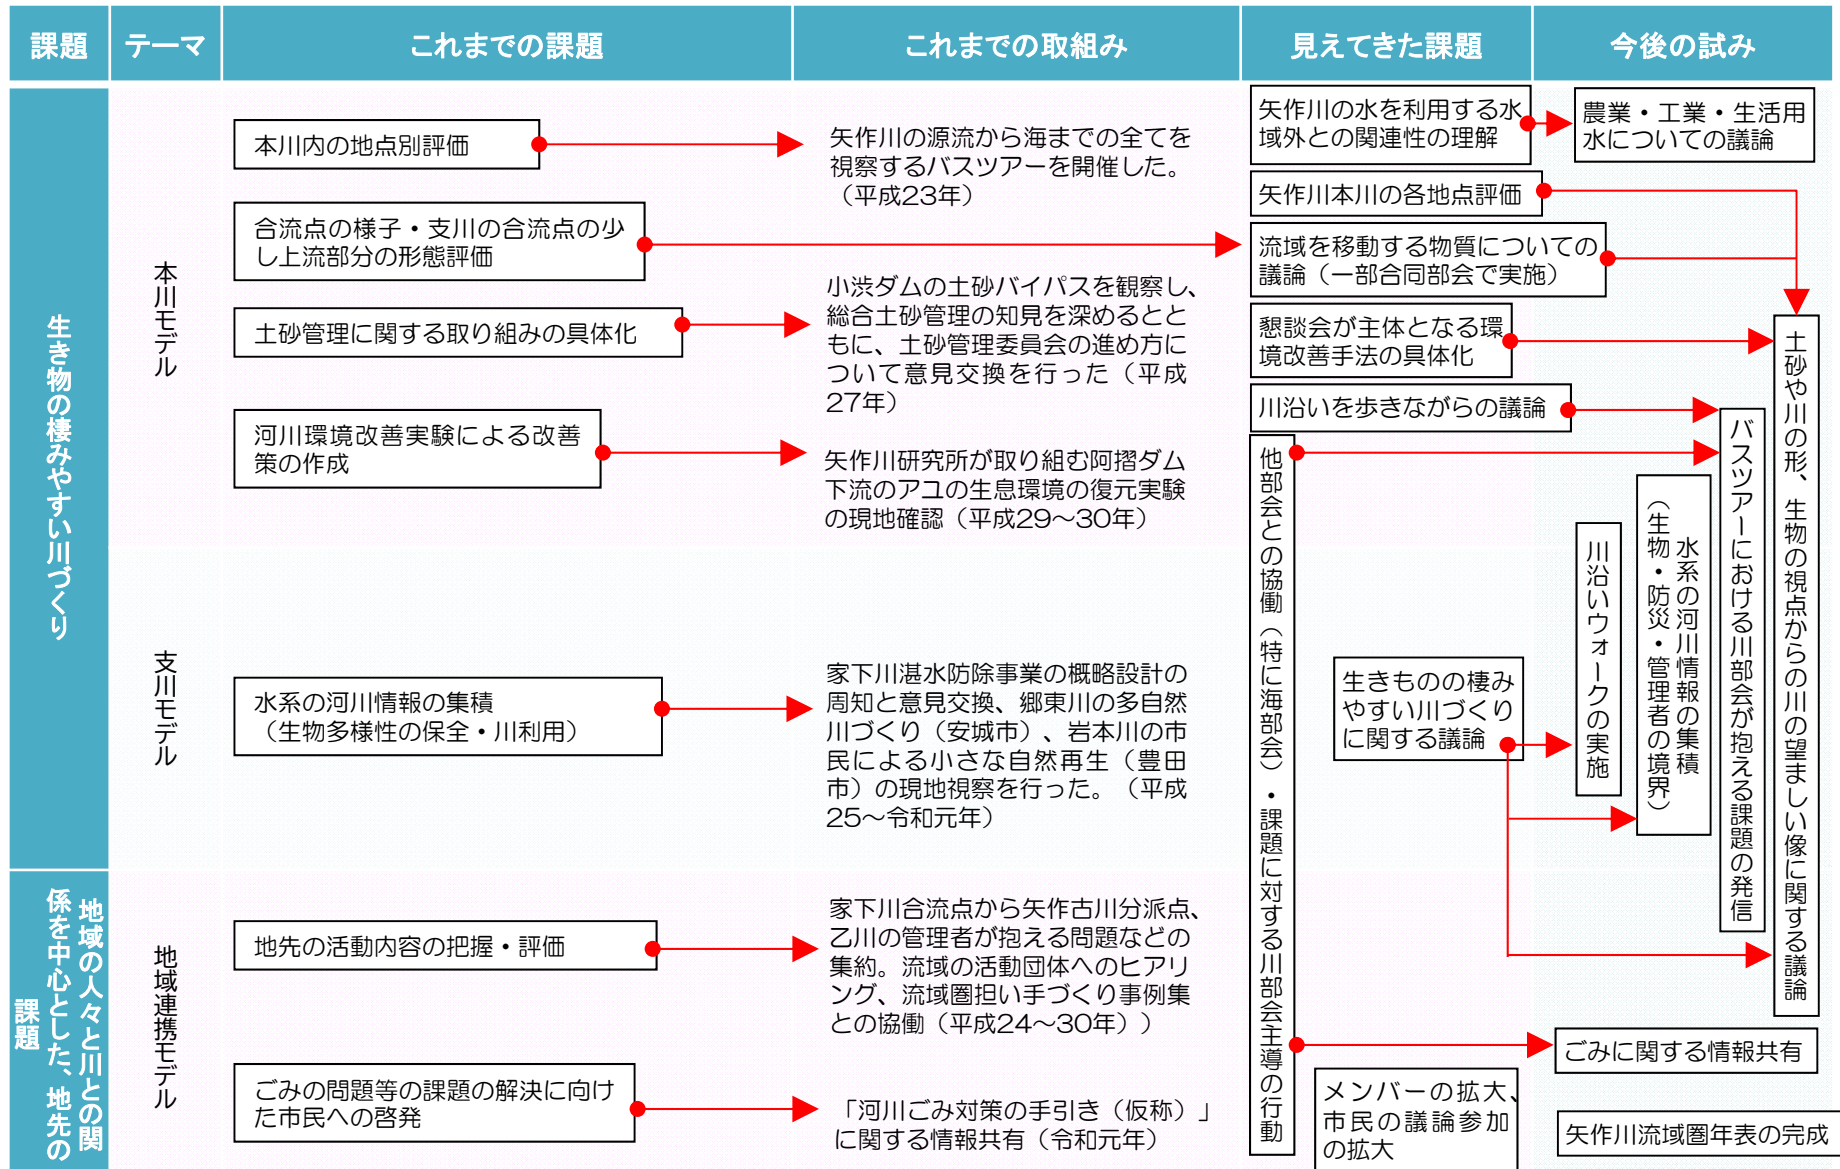 課題
テーマ
これまでの課題
これまでの取組み
見えてきた課題
今後の試み
生き物の棲みやすい川づくり
本川モデル
本川内の地点別評価
合流点の様子・支川の合流点の少
し上流部分の形態評価
土砂管理に関する取り組みの具体化
河川環境改善実験による改善
策の作成
矢作川の源流から海までの全てを
視察するバスツアーを開催した。
（平成23年）
小渋ダムの土砂バイパスを観察し、
総合土砂管理の知見を深めるとと
もに、土砂管理委員会の進め方に
ついて意見交換を行った（平成
27年）
矢作川研究所が取り組む阿摺ダム
下流のアユの生息環境の復元実験
の現地確認（平成29～30年）
矢作川の水を利用する水
域外との関連性の理解
矢作川本川の各地点評価
流域を移動する物質についての
議論（一部合同部会で実施）
懇談会が主体となる環
境改善手法の具体化
川沿いを歩きながらの議論
他部会との協働（特に海部会）・課題に対する川部会主導の行動
農業・工業・生活用
水についての議論
土砂や川の形、生物の視点からの川の望ましい像に関する議論
バスツアーにおける川部会が抱える課題の発信
水系の河川情報の集積
（生物・防災・管理者の境界）
川沿いウォークの実施
支川モデル
水系の河川情報の集積
（生物多様性の保全・川利用）
家下川湛水防除事業の概略設計の
周知と意見交換、郷東川の多自然
川づくり（安城市）、岩本川の市
民による小さな自然再生（豊田
市）の現地視察を行った。（平成
25～令和元年）
生きものの棲み
やすい川づくり
に関する議論
地域の人々と川との関
係を中心とした、地先の
課題
地域連携モデル
地先の活動内容の把握・評価
家下川合流点から矢作古川分派点、
乙川の管理者が抱える問題などの
集約。流域の活動団体へのヒアリ
ング、流域圏担い手づくり事例集
との協働（平成24～30年））
ごみの問題等の課題の解決に向け
た市民への啓発
「河川ごみ対策の手引き（仮称）」
に関する情報共有（令和元年）
メンバーの拡大、
市民の議論参加
の拡大
ごみに関する情報共有
矢作川流域圏年表の完成